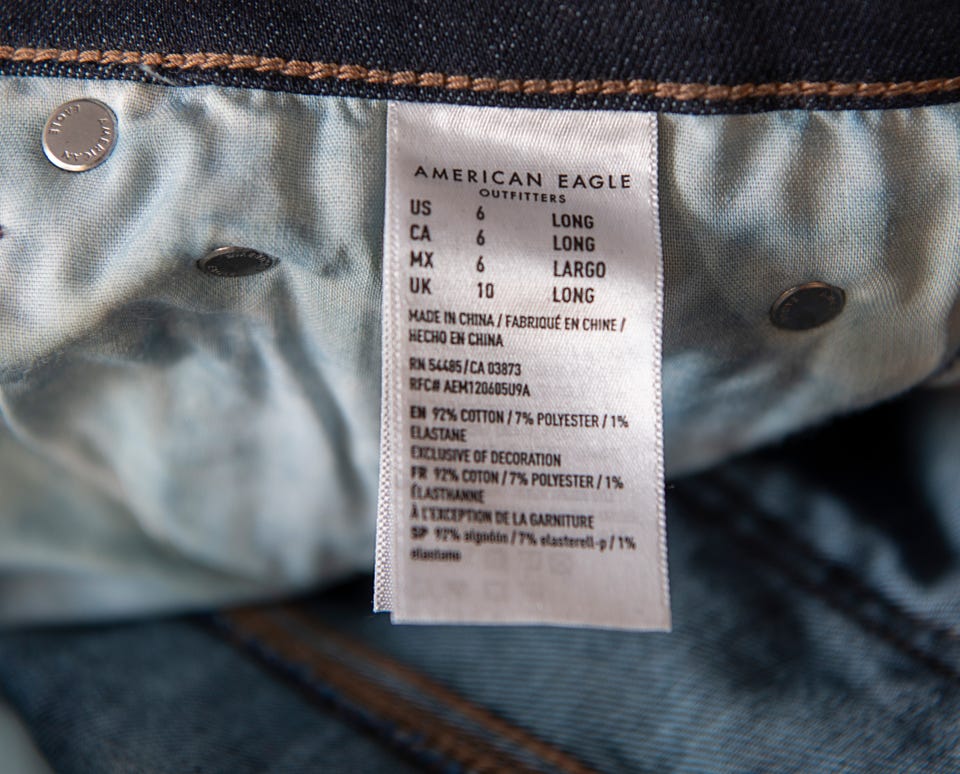 AMERICAN EAGLE
AMERICAN EAGLE
OUTFITTERS
US 6 LONG
CA 6 LONG
MX 6 LARGO
UK 10 LONG
MADE IN CHINA / FABRIQUÉ EN CHINE /
HECHO EN CHINA
RN 54485/CA 03873
RFC# AEM120605U9A
EN 92% COTTON / 7% POLYESTER / 1%
ELASTANE
EXCLUSIVE OF DECORATION
FR 92% COTON / 7% POLYESTER / 1%
ÉLASTHANNE
À L'EXCEPTION DE LA GARNITURE
SP 92% algodón / 7% elasterell-p / 1%
elastano